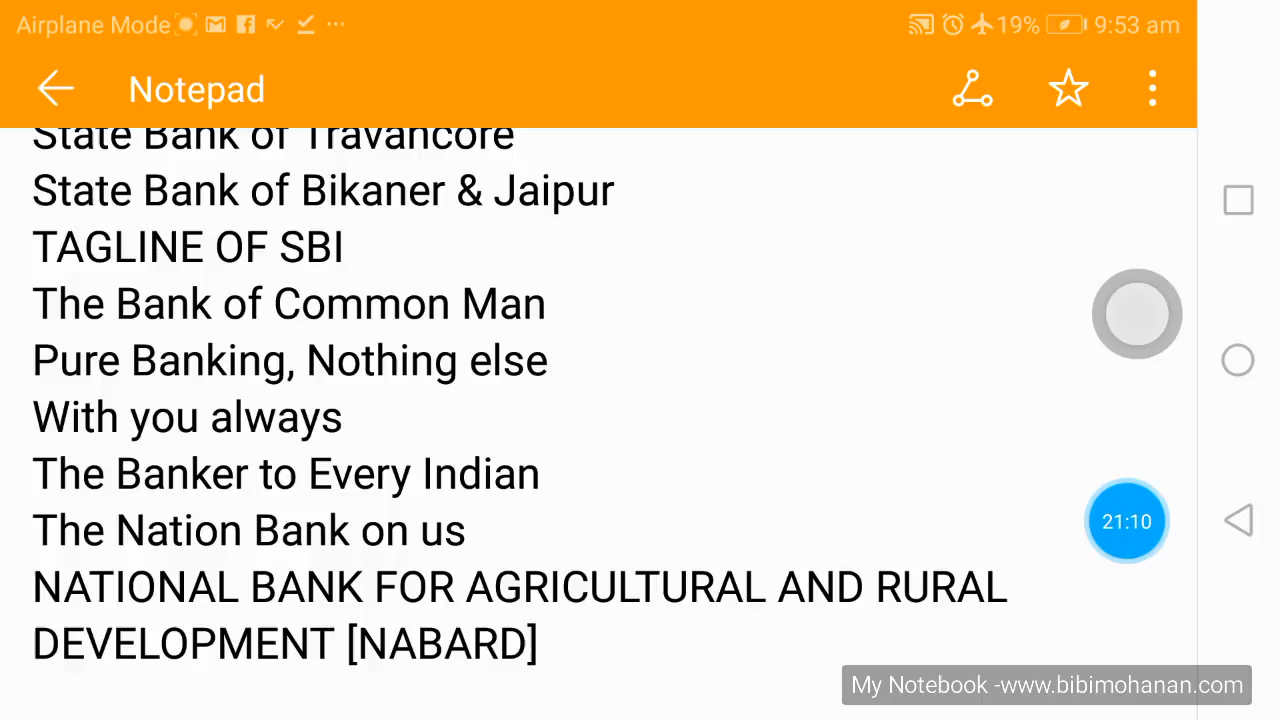 Airplane Mode ...
19% 9:53 am
Notepad
State Bank of Travancore
State Bank of Bikaner & Jaipur
TAGLINE OF SBI
The Bank of Common Man
Pure Banking, Nothing else
With you always
The Banker to Every Indian
The Nation Bank on us
NATIONAL BANK FOR AGRICULTURAL AND RURAL
DEVELOPMENT [NABARD]
21:10
My Notebook -www.bibimohanan.com